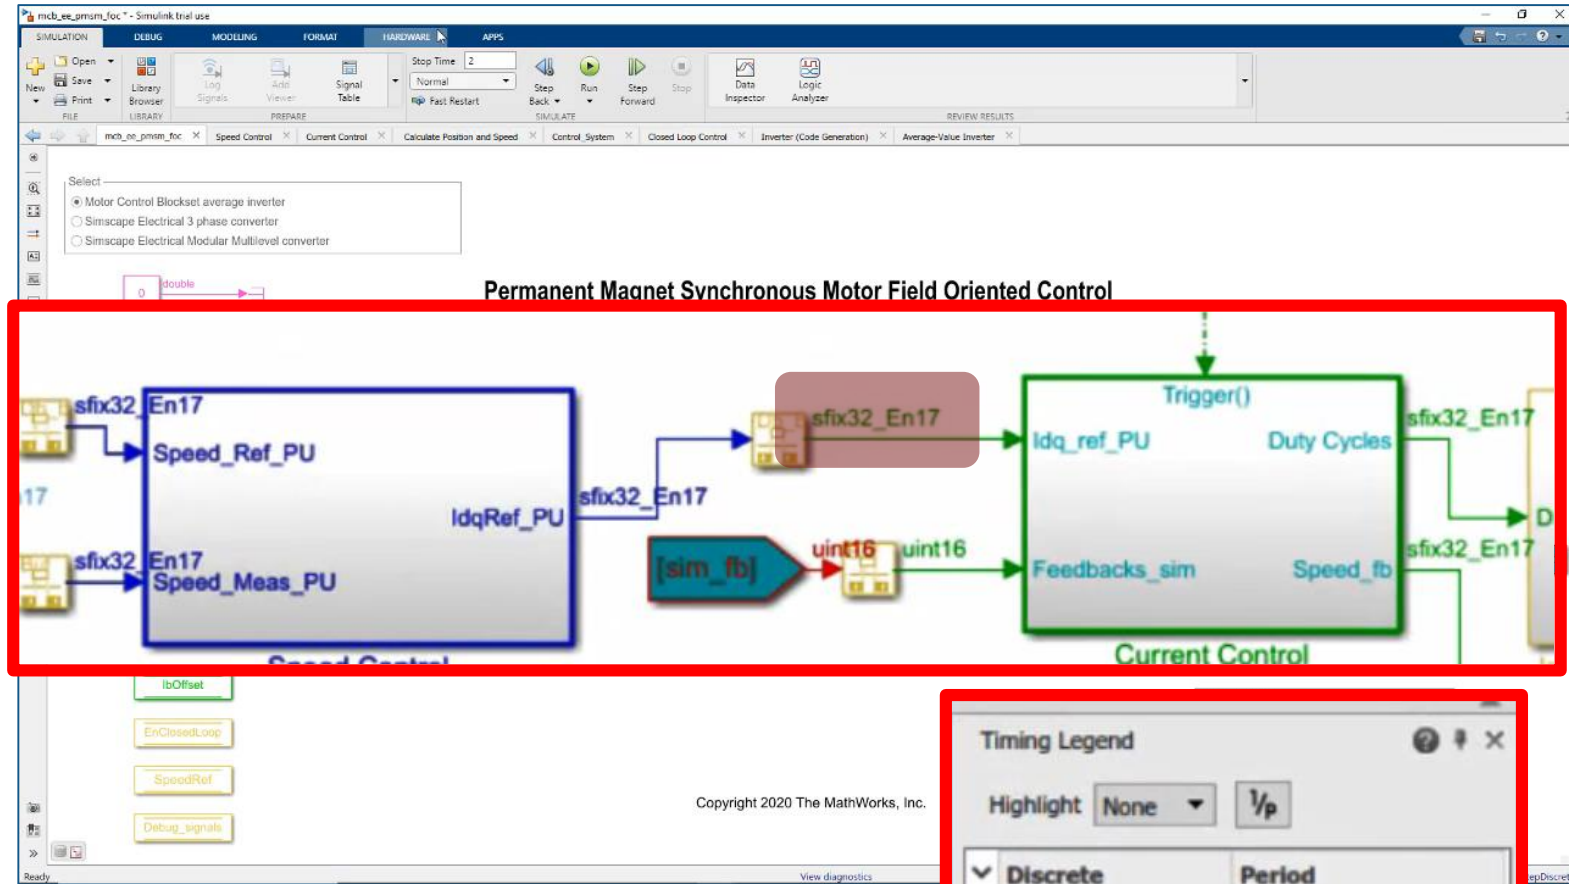 mcb_ee_pmsm_foc * - Simulink trial use
SIMULATION DEBUG MODELING FORMAT HARDWARE APPS
New
Open
Save
Print
FILE
Library Browser
LIBRARY
Log Signals
Add Viewer
Signal Table
PREPARE
Stop Time 2
Normal
Fast Restart
Step Back
Run
Step Forward
Stop
SIMULATE
Data Inspector
Logic Analyzer
REVIEW RESULTS
mcb_ee_pmsm_foc Speed Control Current Control Calculate Position and Speed Control_System Closed Loop Control Inverter (Code Generation) Average-Value Inverter
Select
Motor Control Blockset average inverter
Simscape Electrical 3 phase converter
Simscape Electrical Modular Multilevel converter
0 double
Permanent Magnet Synchronous Motor Field Oriented Control
sfix32_En17
Speed_Ref_PU
17
IdqRef_PU
sfix32_En17
sfix32_En17
Speed_Meas_PU
Speed Control
sfix32_En17
[sim_fb]
uint16
uint16
Trigger()
Idq_ref_PU
Duty Cycles
Feedbacks_sim
Speed_fb
Current Control
sfix32_En17
D
sfix32_En17
IbOffset
EnClosedLoop
SpeedRef
Debug_signals
Copyright 2020 The MathWorks, Inc.
Timing Legend
Highlight None 1/p
Discrete Period
Ready
View diagnostics